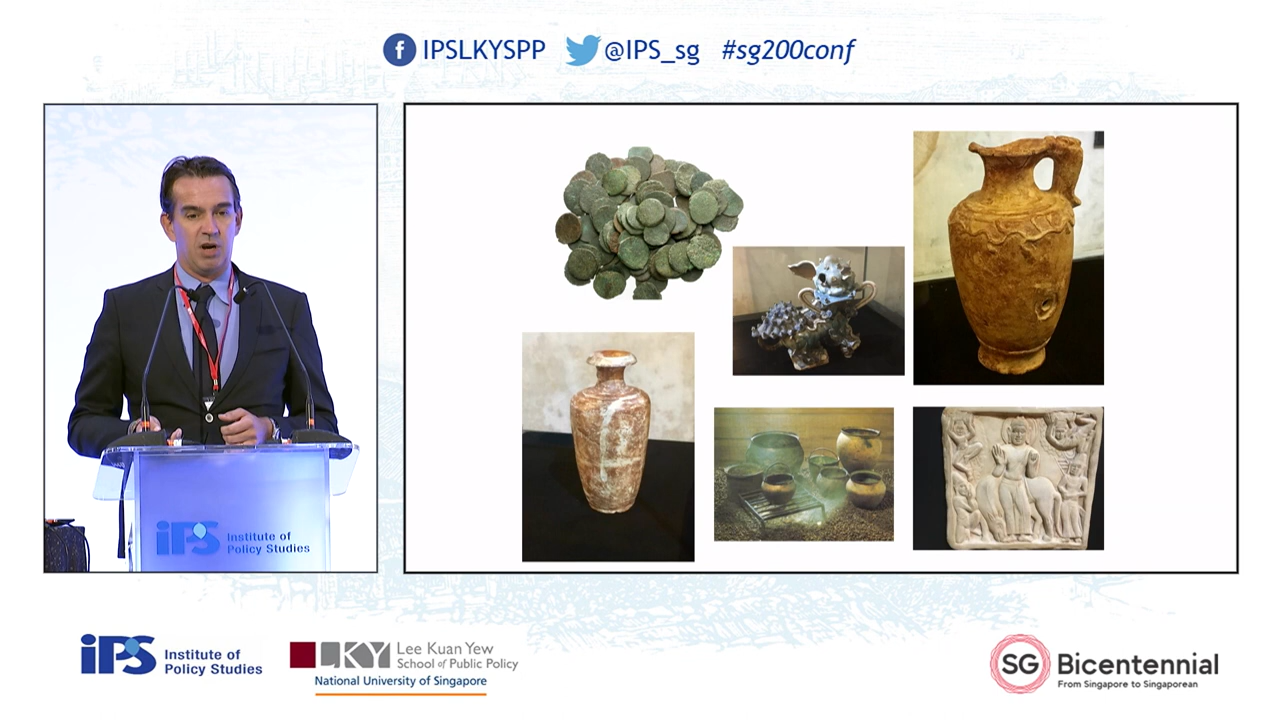 IPSLKYSPP @IPS_sg #sg200conf
iPS Institute of
Policy Studies
iPS Institute of
Policy Studies
LKY Lee Kuan Yew
School of Public Policy
National University of Singapore
SG Bicentennial
From Singapore to Singaporean